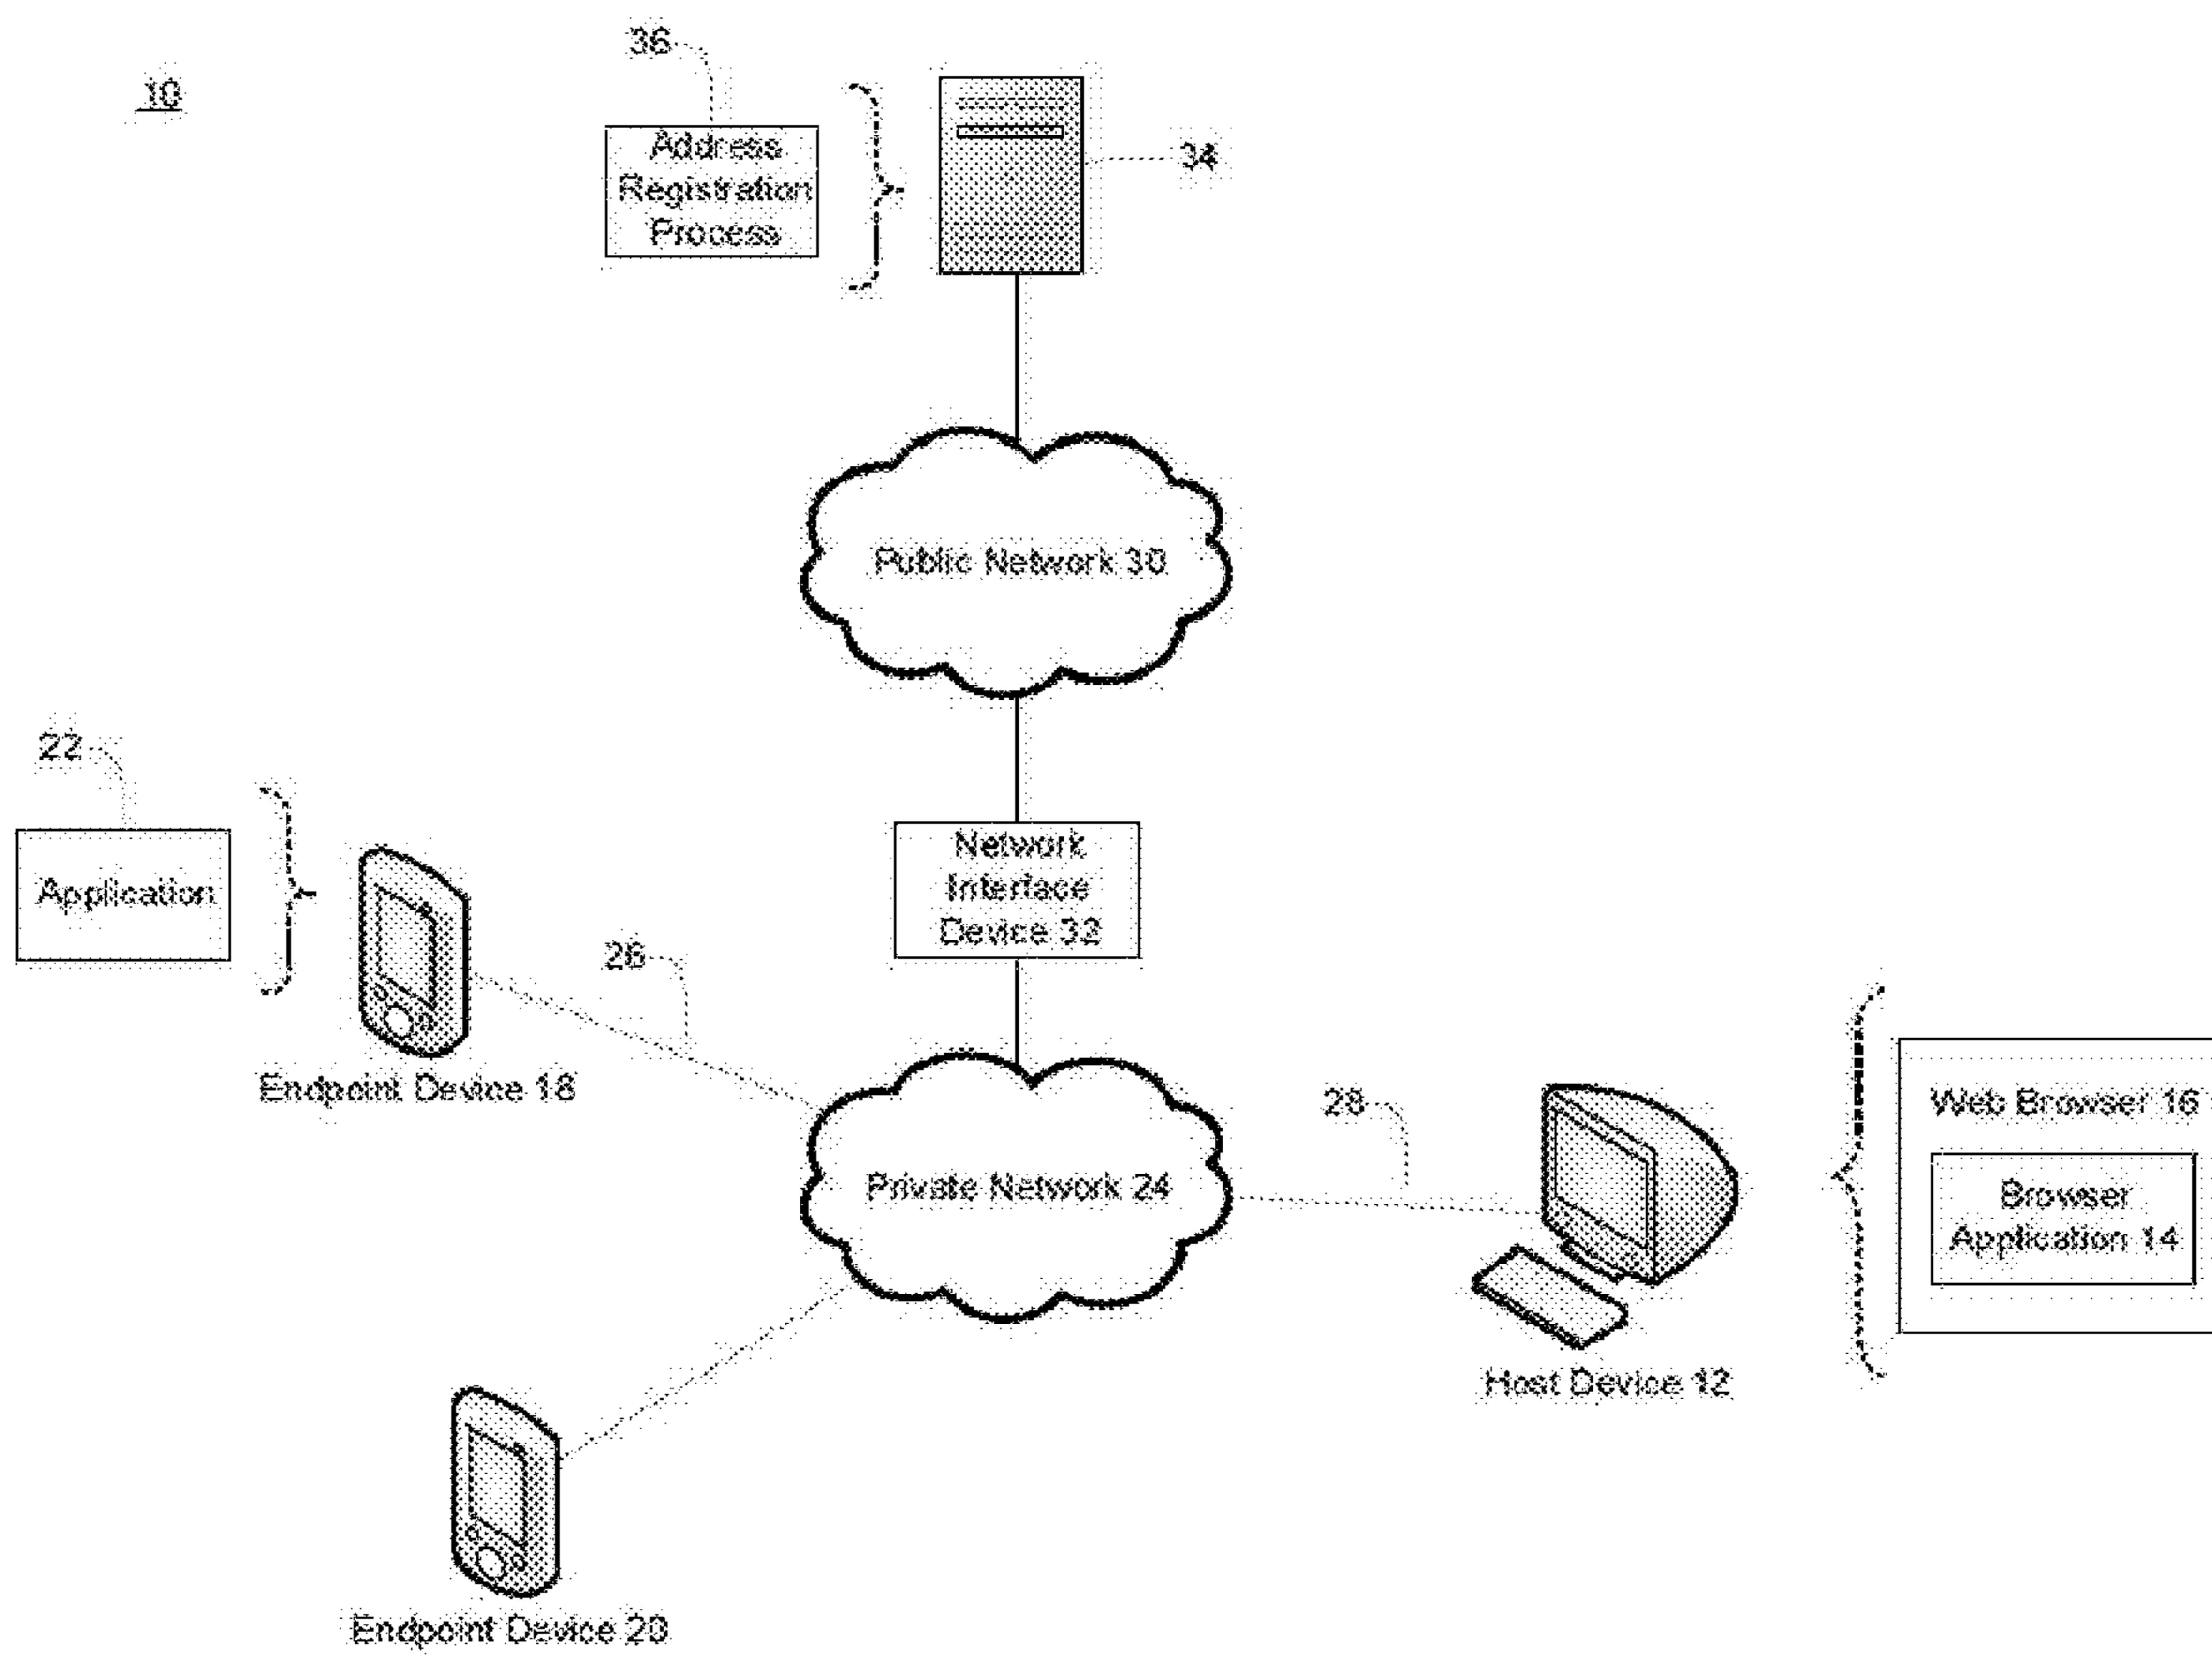 10
36
Address
Registration
Process
34
Public Network 30
22
Application
Network
Interface
Device 32
26
Endpoint Device 18
28
Web Browser 16
Private Network 24
Browser
Application 14
Host Device 12
Endpoint Device 20